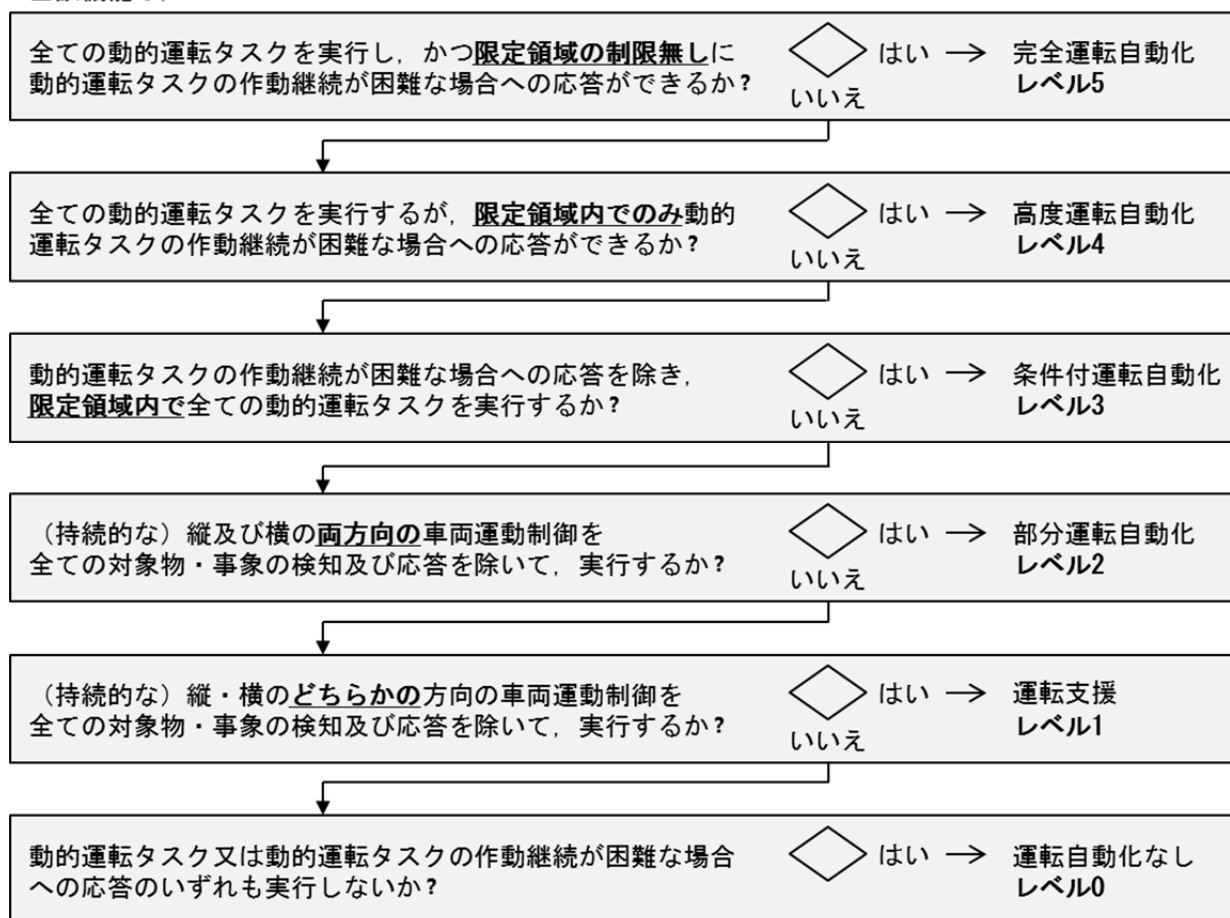 全ての動的運転タスクを実行し，かつ限定領域の制限無しに
動的運転タスクの作動継続が困難な場合への応答ができるか？
はい
いいえ
完全運転自動化
レベル5
全ての動的運転タスクを実行するが，限定領域内でのみ動的
運転タスクの作動継続が困難な場合への応答ができるか？
はい
いいえ
高度運転自動化
レベル4
動的運転タスクの作動継続が困難な場合への応答を除き，
限定領域内で全ての動的運転タスクを実行するか？
はい
いいえ
条件付運転自動化
レベル3
（持続的な）縦及び横の両方向の車両運動制御を
全ての対象物・事象の検知及び応答を除いて，実行するか？
はい
いいえ
部分運転自動化
レベル2
（持続的な）縦・横のどちらかの方向の車両運動制御を
全ての対象物・事象の検知及び応答を除いて，実行するか？
はい
いいえ
運転支援
レベル1
動的運転タスク又は動的運転タスクの作動継続が困難な場合
への応答のいずれも実行しないか？
はい
運転自動化なし
レベル0